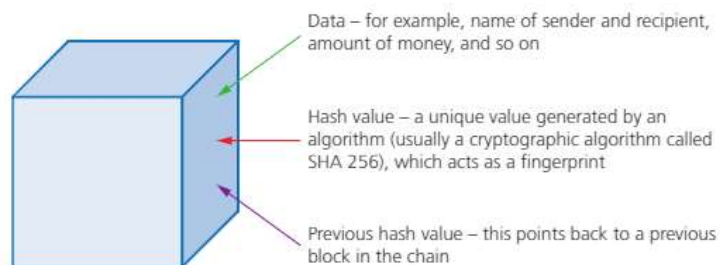 Data – for example, name of sender and recipient,
amount of money, and so on
Hash value – a unique value generated by an
algorithm (usually a cryptographic algorithm called
SHA 256), which acts as a fingerprint
Previous hash value – this points back to a previous
block in the chain